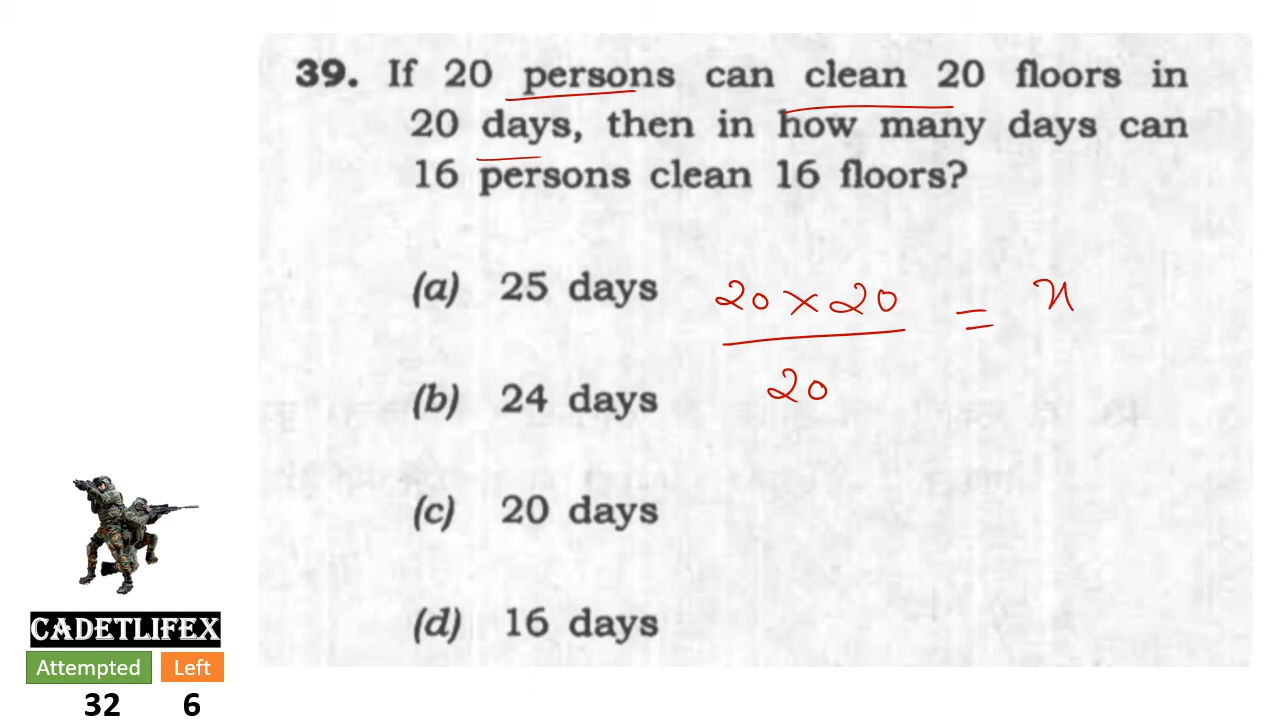 39. If 20 persons can clean 20 floors in
20 days, then in how many days can
16 persons clean 16 floors?
(a) 25 days
20 × 20 = x
20
(b) 24 days
(c) 20 days
(d) 16 days
CADETLIFEX
Attempted Left
32 6